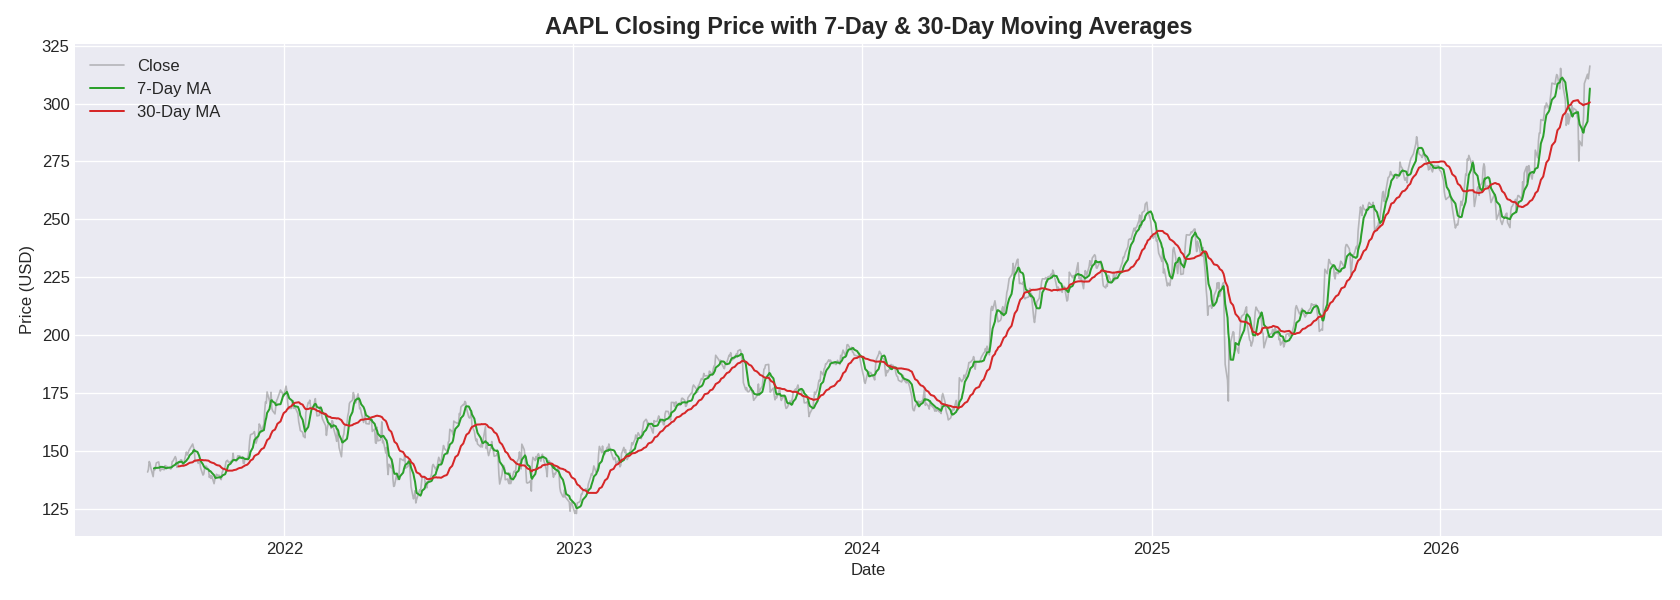 AAPL Closing Price with 7-Day & 30-Day Moving Averages
Close
7-Day MA
30-Day MA
Price (USD)
325
300
275
250
225
200
175
150
125
2022
2023
2024
2025
2026
Date